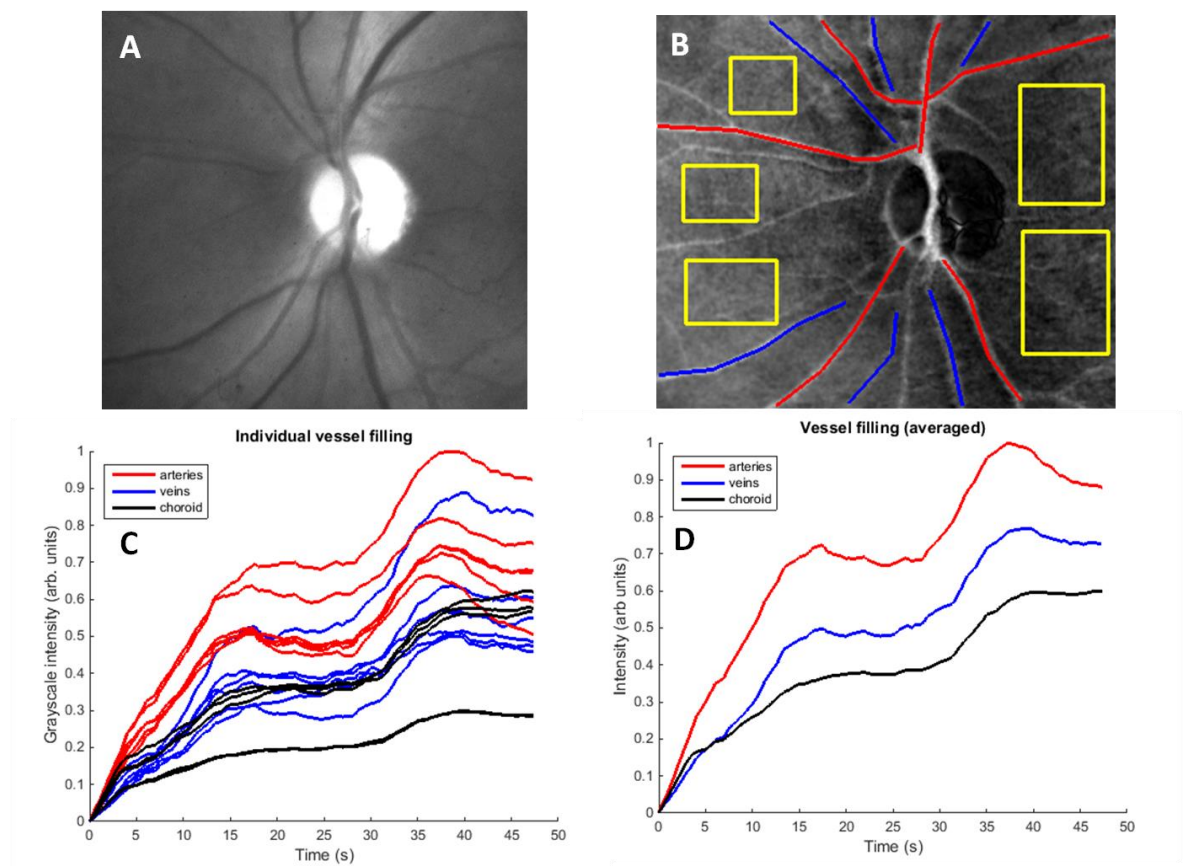 A
B
Individual vessel filling
Grayscale intensity (arb. units)
1
0.9
0.8
0.7
0.6
0.5
0.4
0.3
0.2
0.1
0
arteries
veins
choroid
C
0 5 10 15 20 25 30 35 40 45 50
Time (s)
Vessel filling (averaged)
Intensity (arb units)
1
0.9
0.8
0.7
0.6
0.5
0.4
0.3
0.2
0.1
0
arteries
veins
choroid
D
0 5 10 15 20 25 30 35 40 45 50
Time (s)